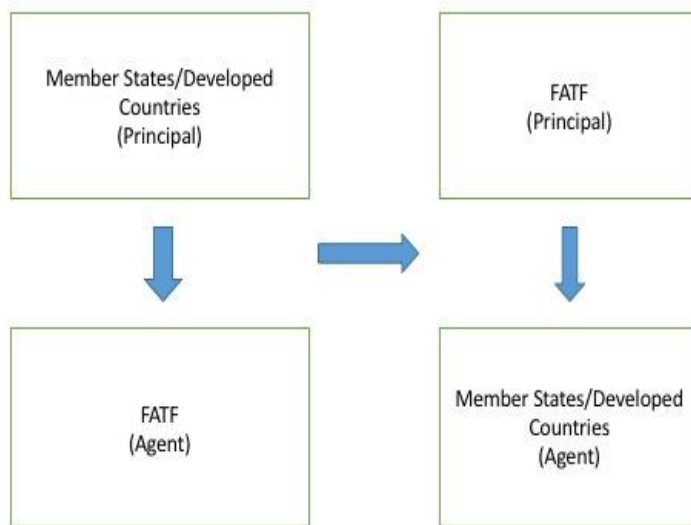 Member States/Developed
Countries
(Principal)
FATF
(Principal)
FATF
(Agent)
Member States/Developed
Countries
(Agent)